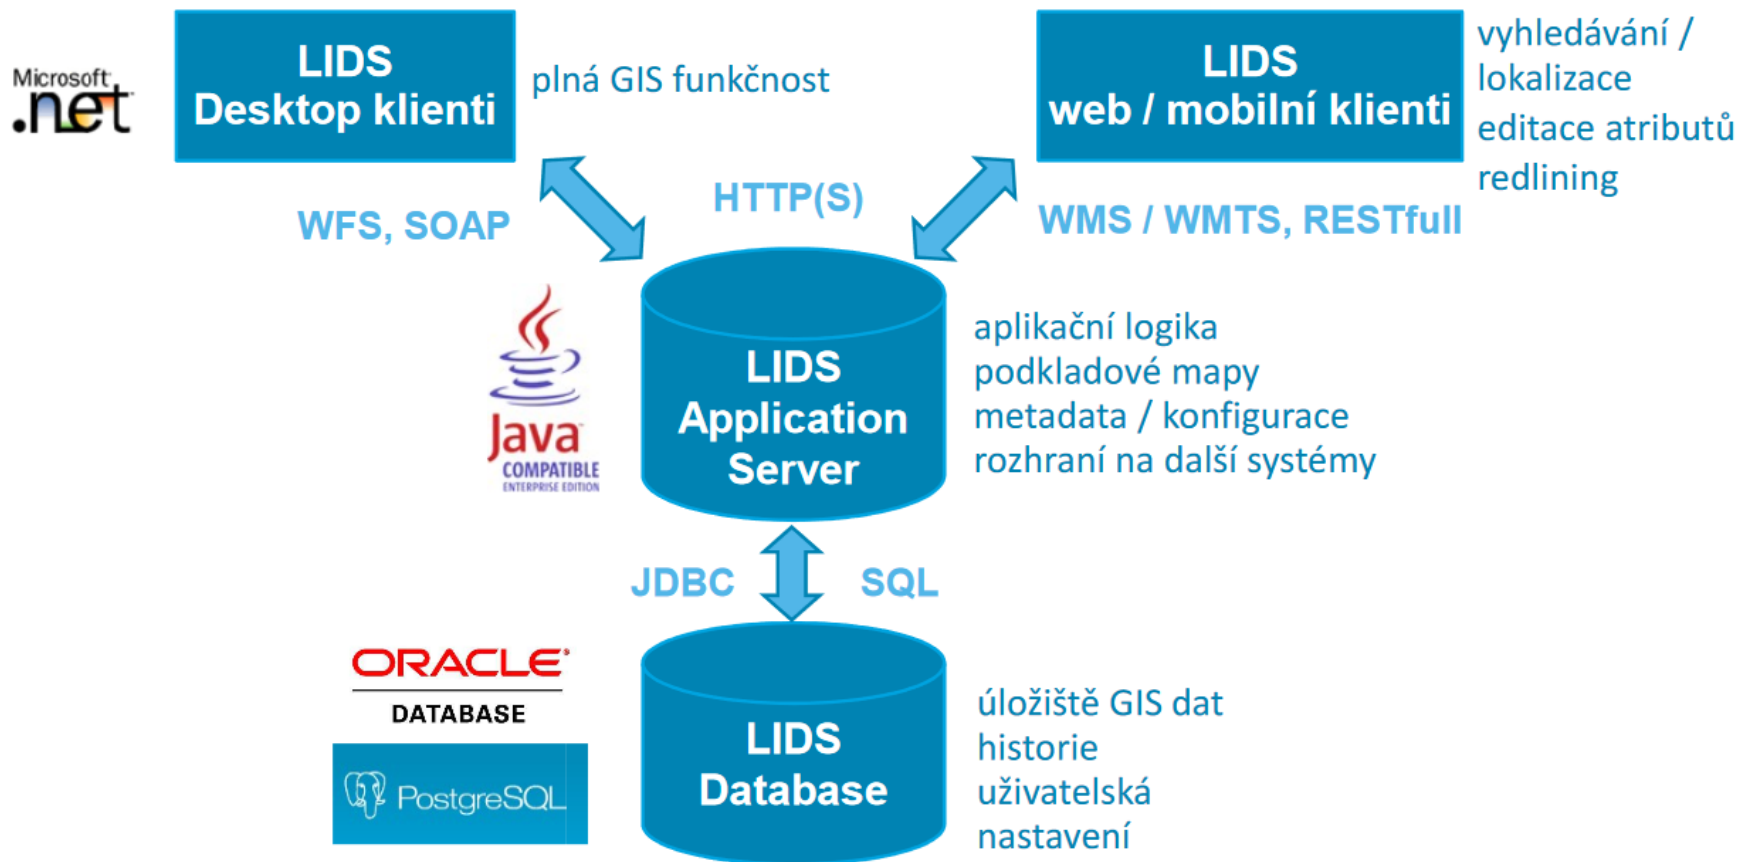 Microsoft
.net
LIDS
Desktop klienti
plná GIS funkčnost
LIDS
web / mobilní klienti
vyhledávání /
lokalizace
editace atributů
redlining
WFS, SOAP
HTTP(S)
WMS / WMTS, RESTfull
Java
COMPATIBLE
ENTERPRISE EDITION
LIDS
Application
Server
aplikační logika
podkladové mapy
metadata / konfigurace
rozhraní na další systémy
JDBC
SQL
ORACLE
DATABASE
PostgreSQL
LIDS
Database
úložiště GIS dat
historie
uživatelská
nastavení